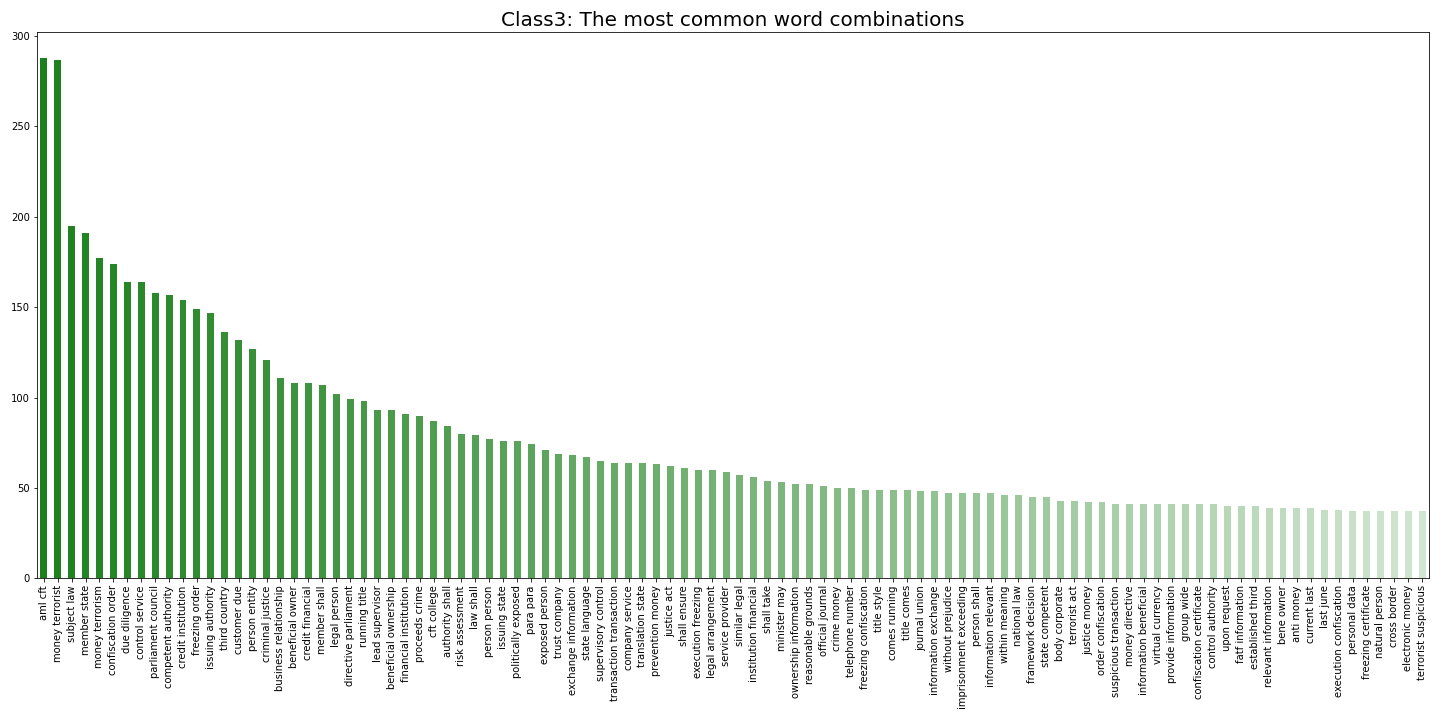 Class3: The most common word combinations
300
250
200
150
100
50
0
aml cft
money terrorist
subject law
member state
money terrorism
confiscation order
due diligence
control service
parliament council
competent authority
credit institution
freezing order
issuing authority
third country
customer due
person entity
criminal justice
business relationship
beneficial owner
credit financial
member shall
legal person
directive parliament
running title
lead supervisor
beneficial ownership
financial institution
proceeds crime
cft college
authority shall
risk assessment
law shall
person person
issuing state
politically exposed
para para
exposed person
trust company
exchange information
state language
supervisory control
transaction transaction
company service
translation state
prevention money
justice act
shall ensure
execution freezing
legal arrangement
service provider
similar legal
institution financial
shall take
minister may
ownership information
reasonable grounds
official journal
crime money
telephone number
freezing confiscation
title style
comes running
title comes
journal union
information exchange
without prejudice
imprisonment exceeding
person shall
information relevant
within meaning
national law
framework decision
state competent
body corporate
terrorist act
justice money
order confiscation
suspicious transaction
money directive
information beneficial
virtual currency
provide information
group wide
confiscation certificate
control authority
upon request
fatf information
established third
relevant information
bene owner
anti money
current last
last june
execution confiscation
personal data
freezing certificate
natural person
cross border
electronic money
terrorist suspicious